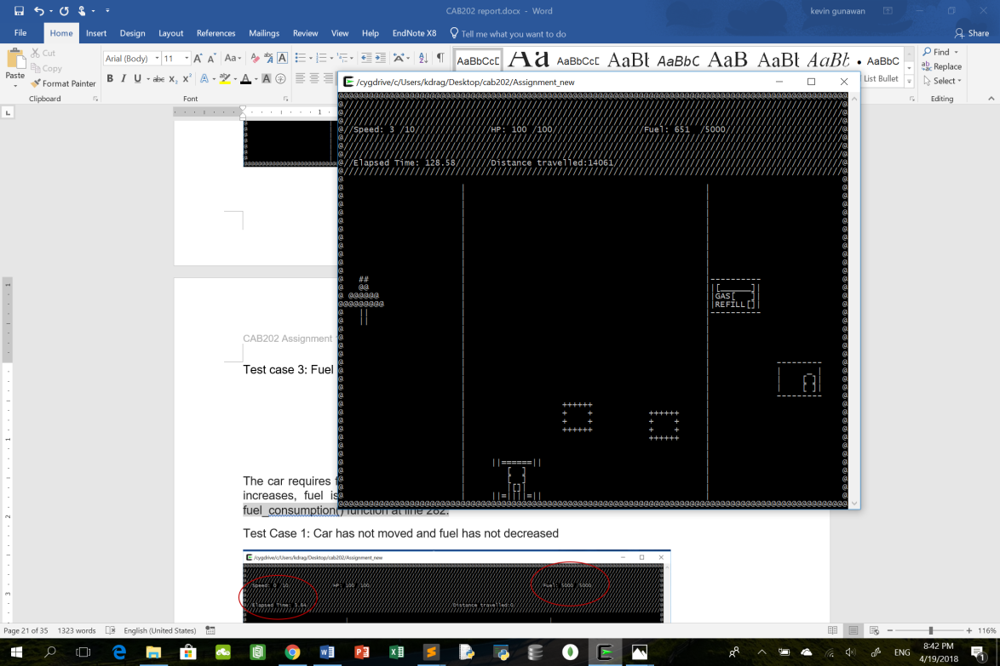 CAB202 report.docx - Word
kevin gunawan
File Home Insert Design Layout References Mailings Review View Help EndNote X8 Tell me what you want to do Share
Paste
Cut
Copy
Format Painter
Clipboard
Arial (Body) 11
Font
AaBbCcD Aa AaBbCcD AaBl AaBbC AaB AaBl AaBb AaBbC
List Bullet
Find
Replace
Select
Editing
/cygdrive/c/Users/kdrag/Desktop/cab202/Assignment_new
Speed: 3 /10
HP: 100 /100
Fuel: 651 /5000
Elapsed Time: 128.58
Distance travelled:14061
GAS
REFILL
CAB202 Assignment
Test case 3: Fuel
The car requires
increases, fuel is
fuel_consumption() function at line 282.
Test Case 1: Car has not moved and fuel has not decreased
/cygdrive/c/Users/kdrag/Desktop/cab202/Assignment_new
Speed: 0 /10
HP: 100 /100
Fuel: 5000 /5000
Elapsed Time: 3.84
Distance travelled:0
Page 21 of 35 1323 words English (United States) 116%
ENG
8:42 PM
4/19/2018